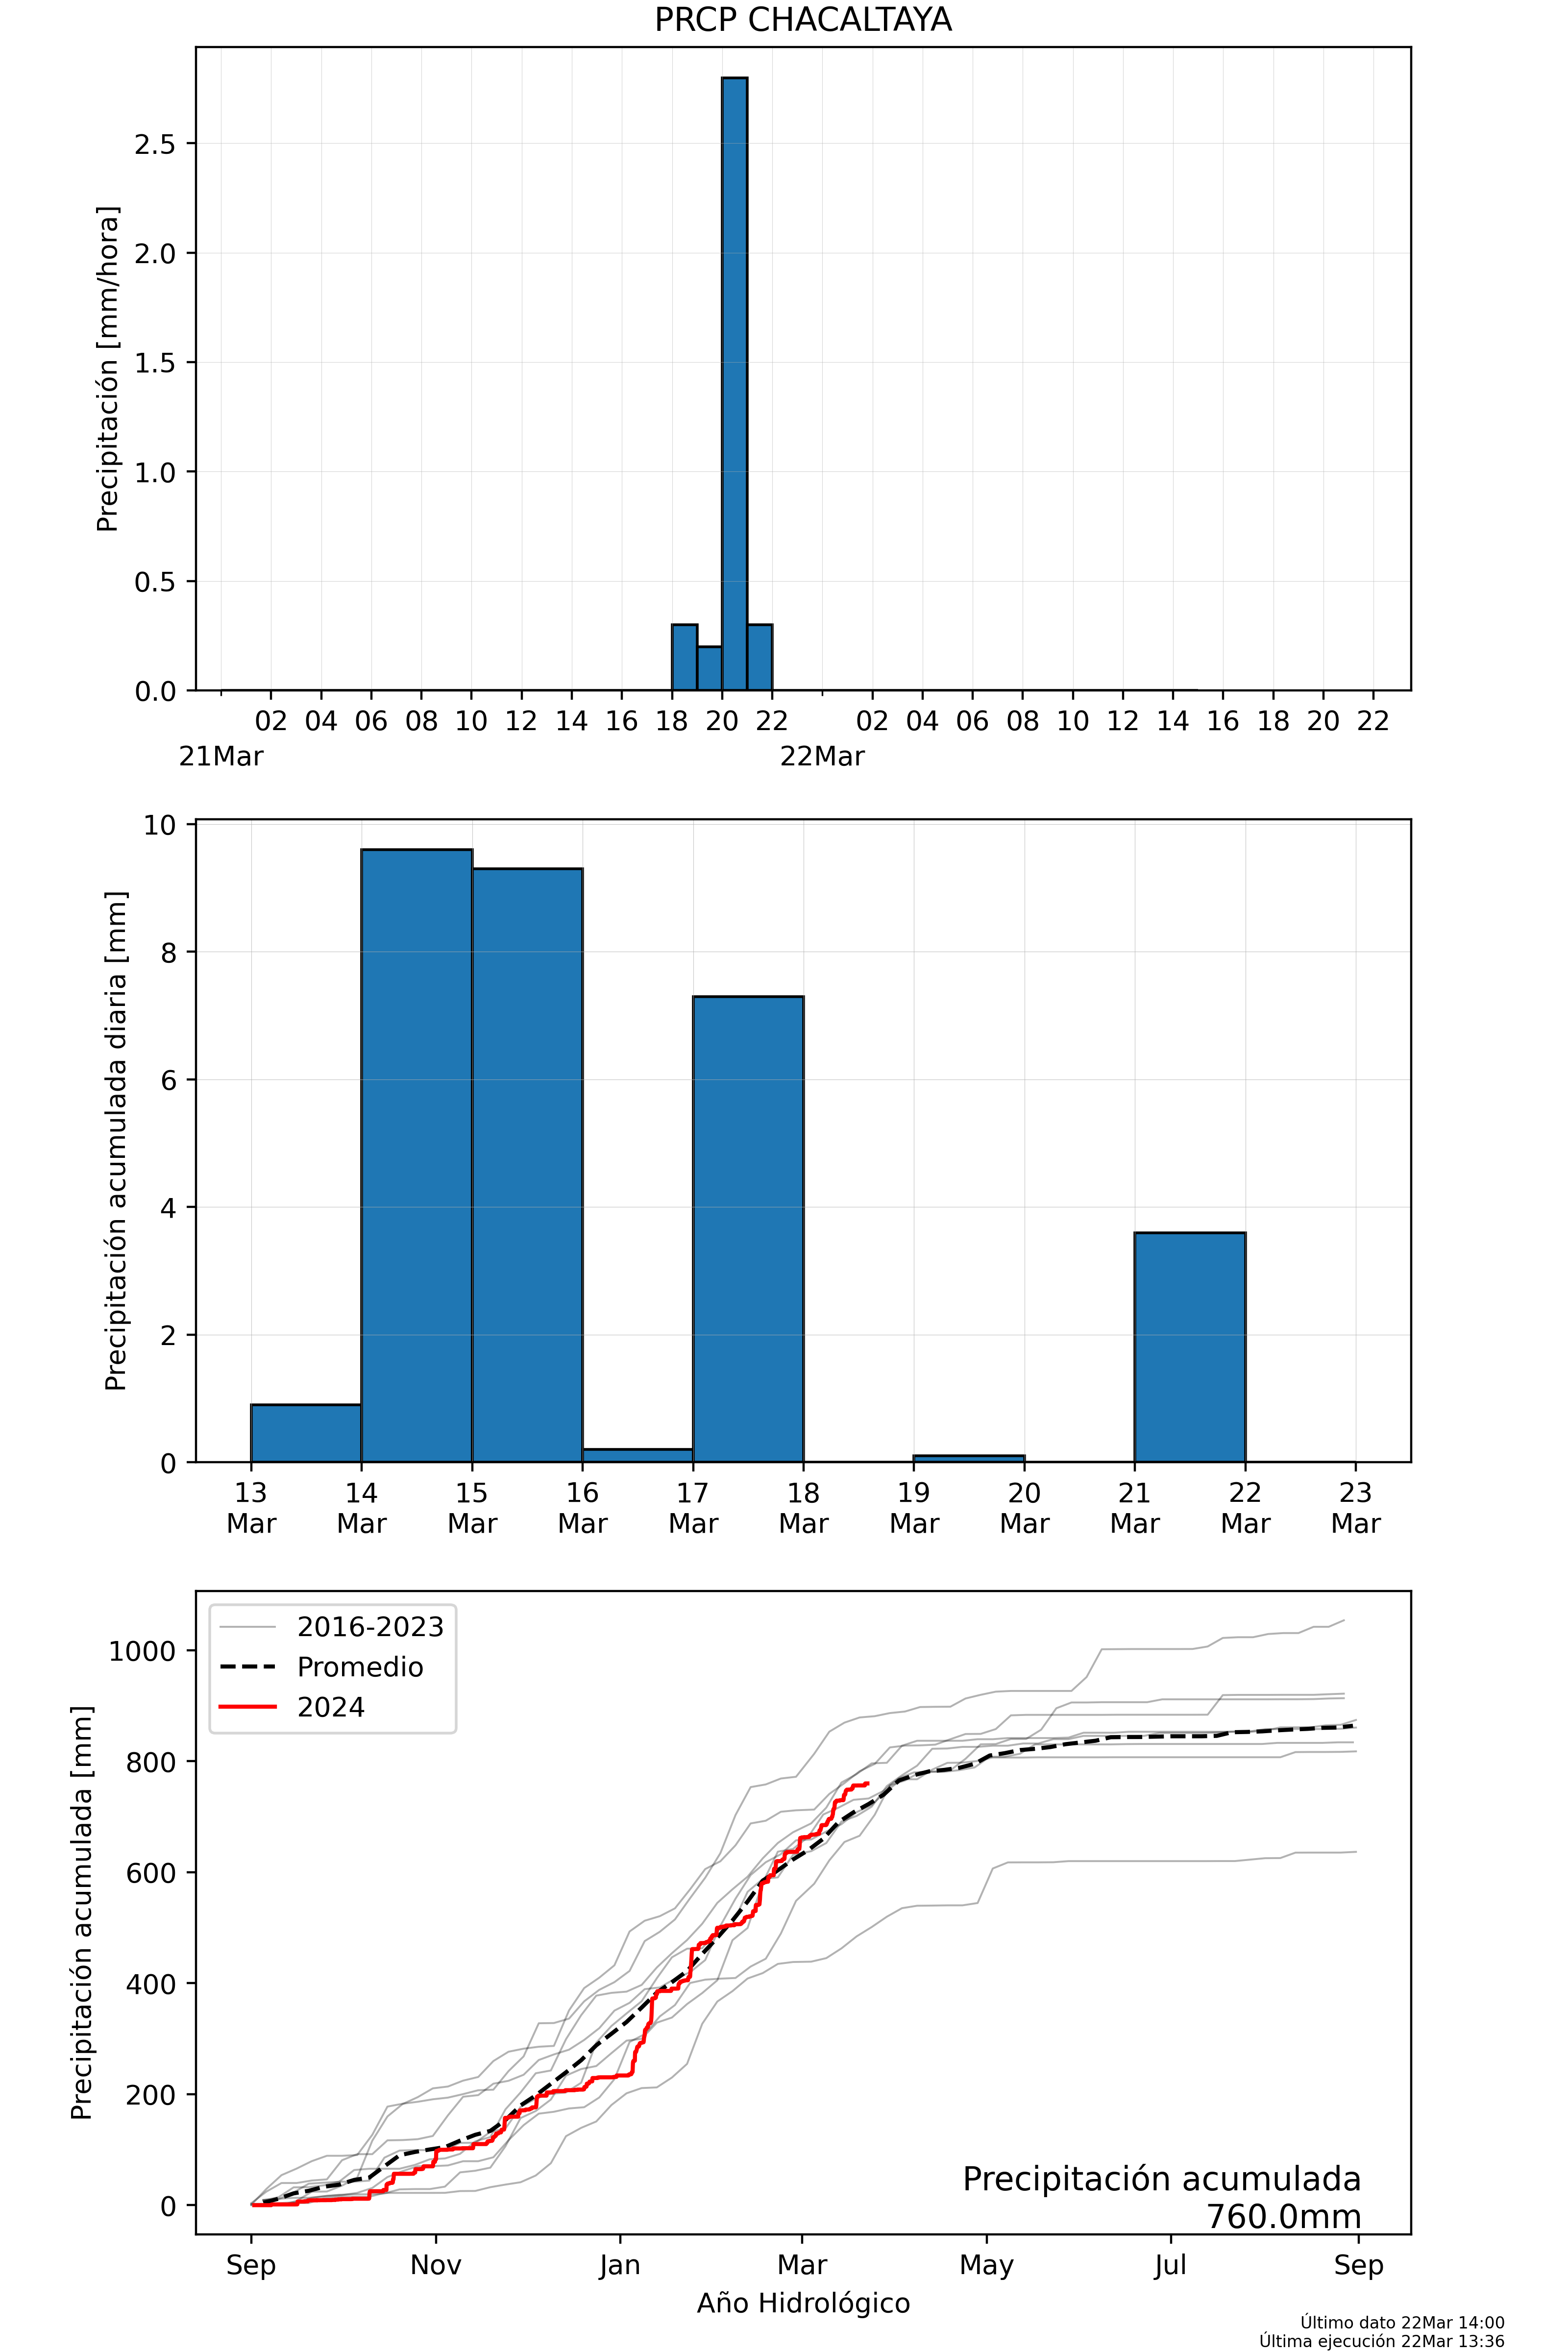 PRCP CHACALTAYA
Precipitación [mm/hora]
2.5
2.0
1.5
1.0
0.5
0.0
02 04 06 08 10 12 14 16 18 20 22 02 04 06 08 10 12 14 16 18 20 22
21Mar 22Mar
Precipitación acumulada diaria [mm]
10
8
6
4
2
0
13 14 15 16 17 18 19 20 21 22 23
Mar Mar Mar Mar Mar Mar Mar Mar Mar Mar Mar
Precipitación acumulada [mm]
1000
800
600
400
200
0
2016-2023
Promedio
2024
Precipitación acumulada
760.0mm
Sep Nov Jan Mar May Jul Sep
Año Hidrológico
Último dato 22Mar 14:00
Última ejecución 22Mar 13:36